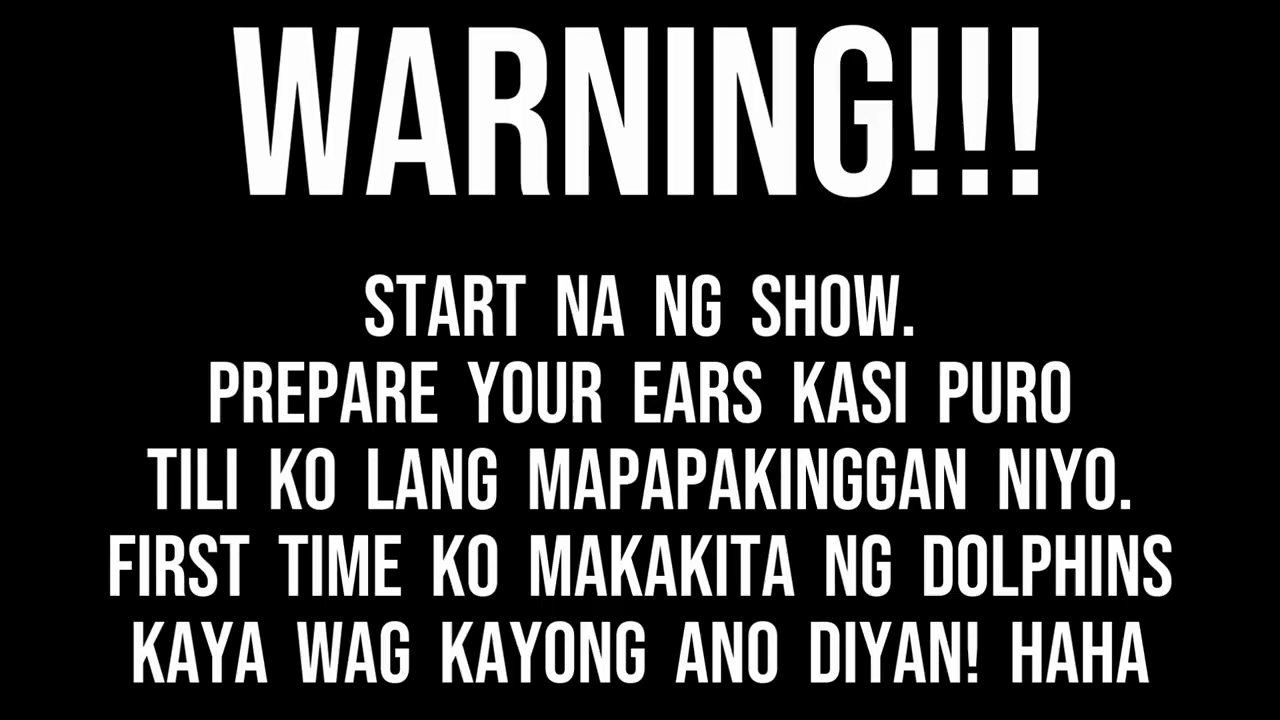 WARNING!!!
START NA NG SHOW.
PREPARE YOUR EARS KASI PURO
TILI KO LANG MAPAPAKINGGAN NIYO.
FIRST TIME KO MAKAKITA NG DOLPHINS
KAYA WAG KAYONG ANO DIYAN! HAHA